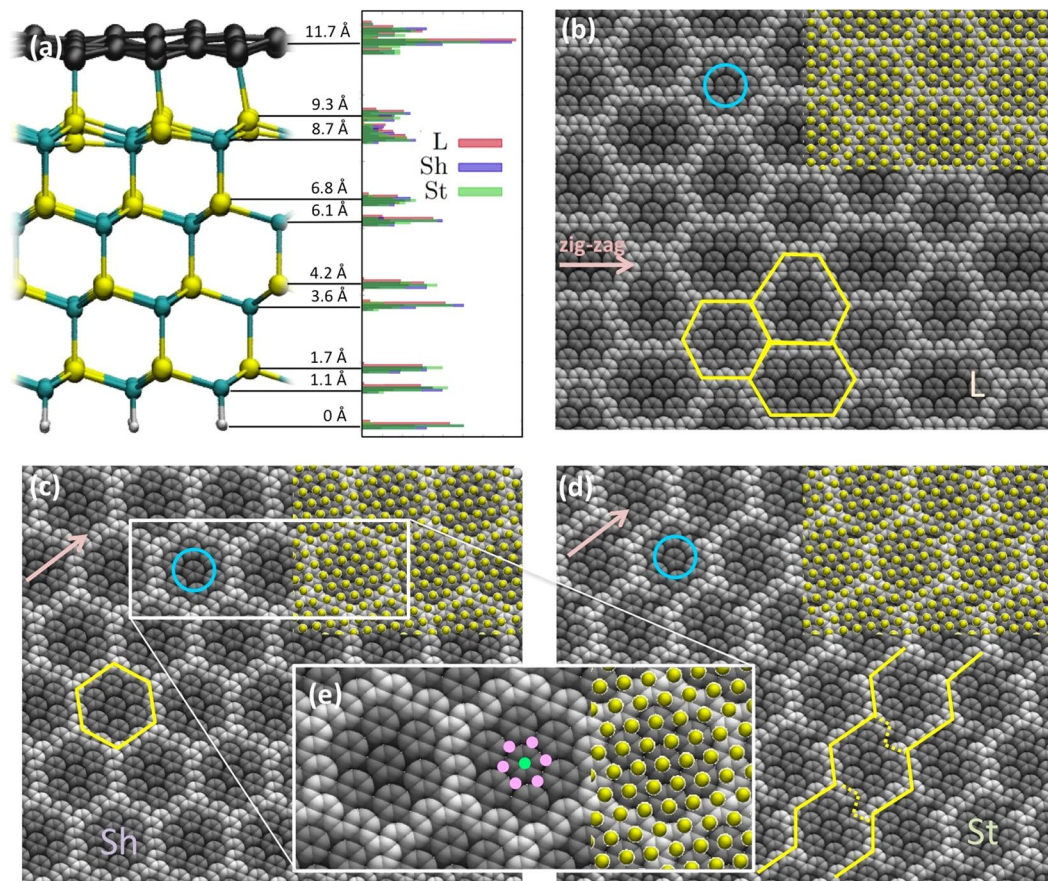 (a)
11.7 Å
9.3 Å
8.7 Å
6.8 Å
6.1 Å
4.2 Å
3.6 Å
1.7 Å
1.1 Å
0 Å
L
Sh
St
(b)
zig-zag
L
(c)
Sh
(d)
St
(e)